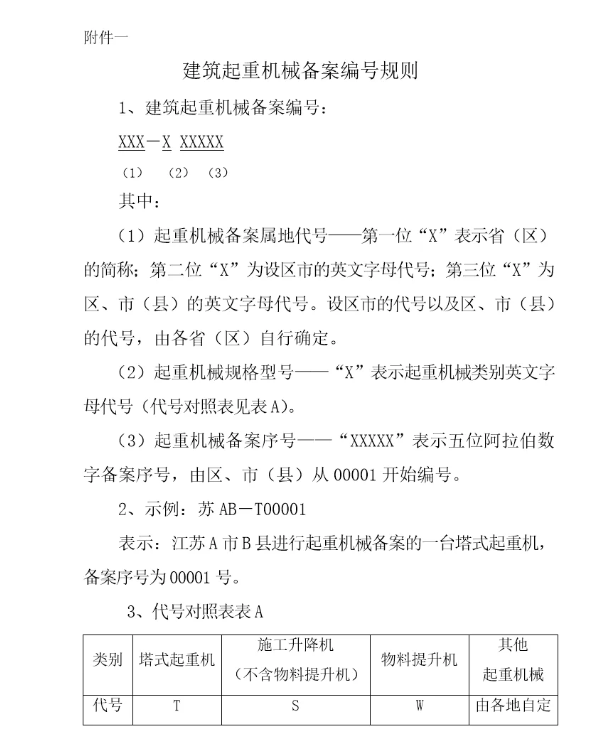 附件一
建筑起重机械备案编号规则
1、建筑起重机械备案编号：
XXX－X XXXXX
（1） （2） （3）
其中：
（1）起重机械备案属地代号——第一位“X”表示省（区）
的简称；第二位“X”为设区市的英文字母代号；第三位“X”为
区、市（县）的英文字母代号。设区市的代号以及区、市（县）
的代号，由各省（区）自行确定。
（2）起重机械规格型号——“X”表示起重机械类别英文字
母代号（代号对照表见表A）。
（3）起重机械备案序号——“XXXXX”表示五位阿拉伯数
字备案序号，由区、市（县）从00001开始编号。
2、示例：苏AB－T00001
表示：江苏A市B县进行起重机械备案的一台塔式起重机，
备案序号为00001号。
3、代号对照表表A
类别 塔式起重机 施工升降机 物料提升机 其他
（不含物料提升机） 起重机械
代号 T S W 由各地自定